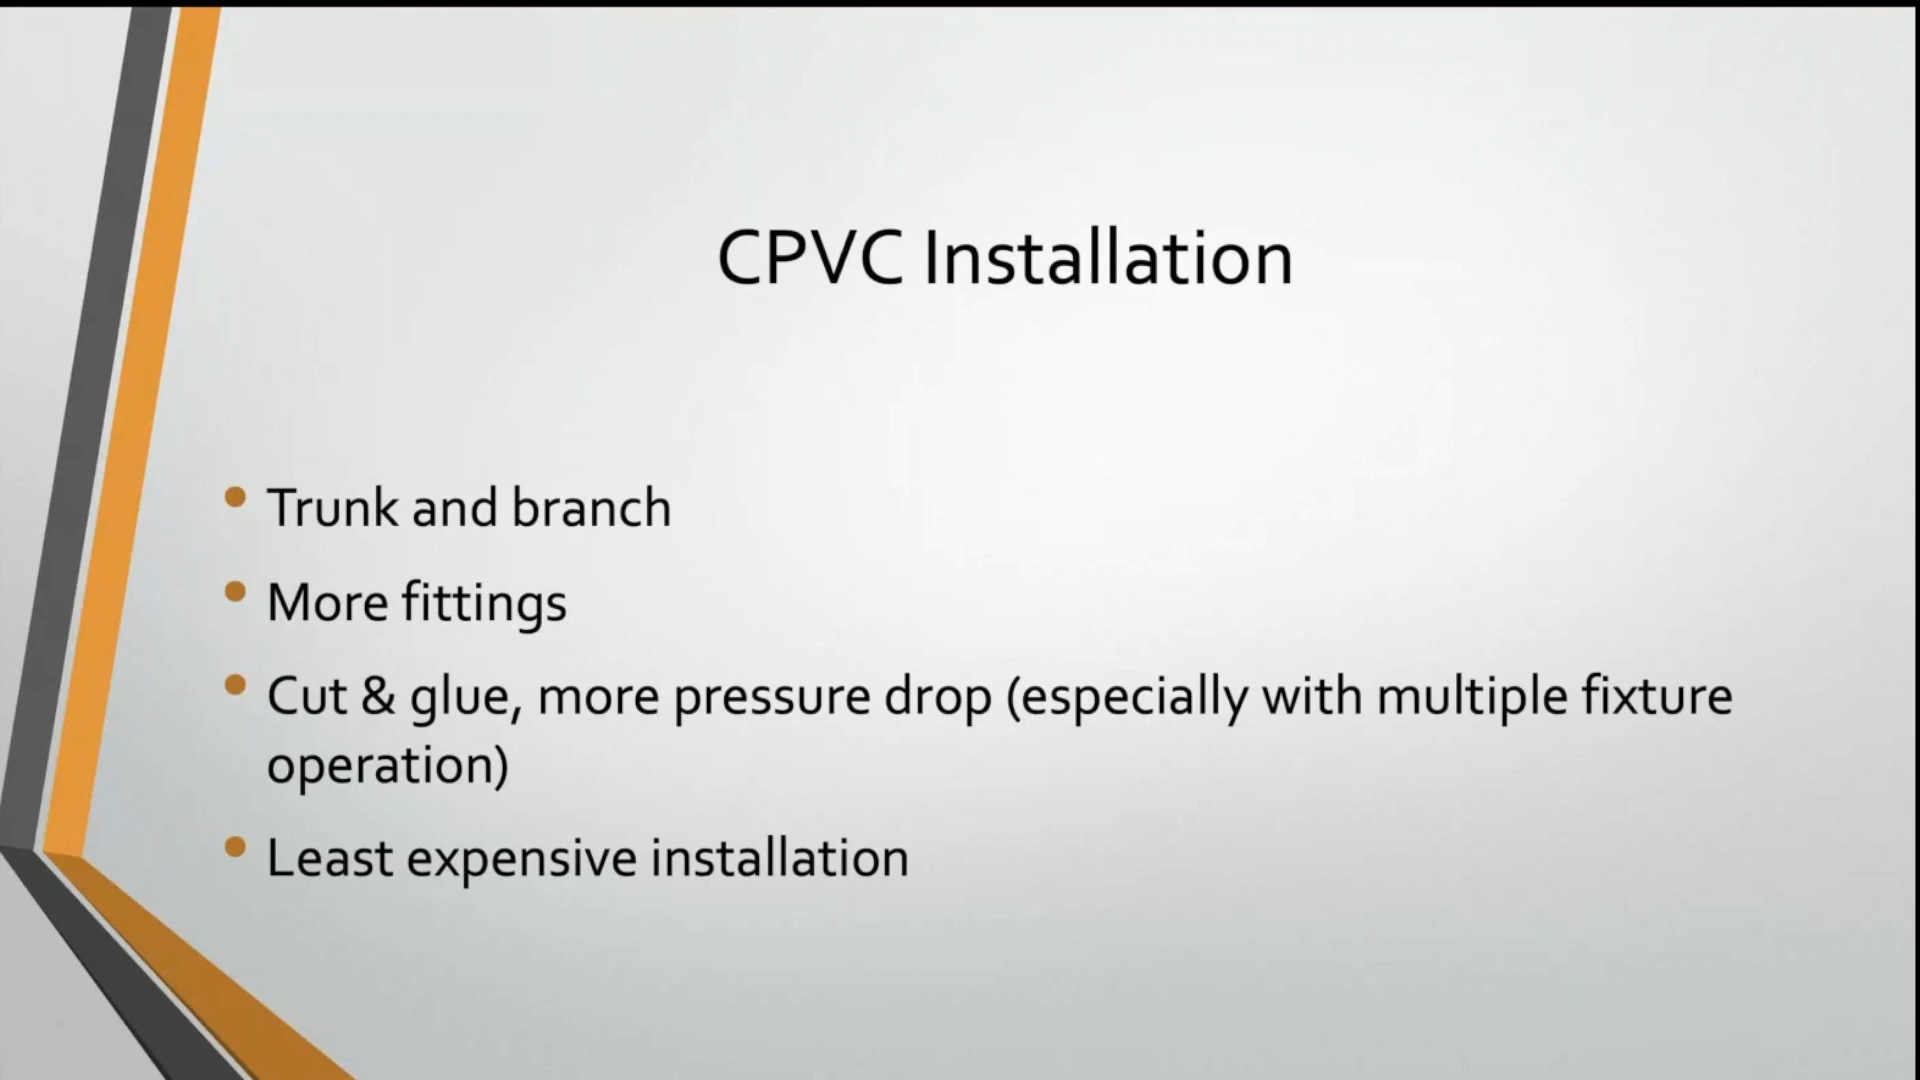 CPVC Installation
• Trunk and branch
• More fittings
• Cut & glue, more pressure drop (especially with multiple fixture
operation)
• Least expensive installation